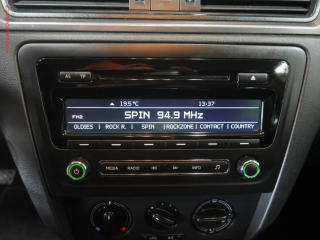 AS TP
▲ 19.5°C 13:37
FM2 SPIN 94.9 MHz
OLDIES | ROCK R. | SPIN | ROCKZONE | CONTACT | COUNTRY
MEDIA RADIO INFO